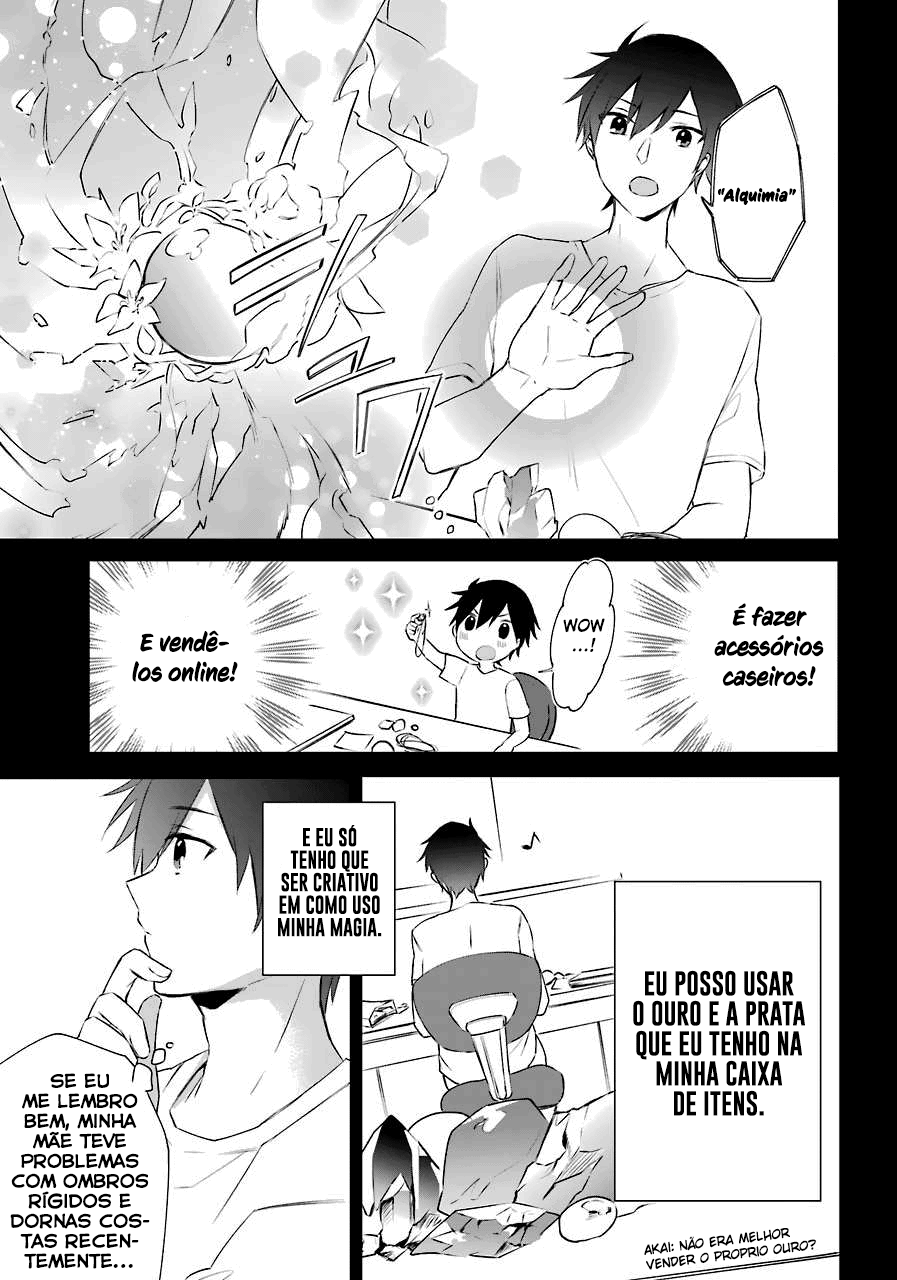 "Alquimia"
É fazer
acessórios
caseiros!
WOW
...!
E vendê-
los online!
EU POSSO USAR
O OURO E A PRATA
QUE EU TENHO NA
MINHA CAIXA
DE ITENS.
AKAI: NÃO ERA MELHOR
VENDER O PROPRIO OURO?
E EU SÓ
TENHO QUE
SER CRIATIVO
EM COMO USO
MINHA MAGIA.
SE EU
ME LEMBRO
BEM, MINHA
MÃE TEVE
PROBLEMAS
COM OMBROS
RÍGIDOS E
DORNAS COS-
TAS RECEN-
TEMENTE...